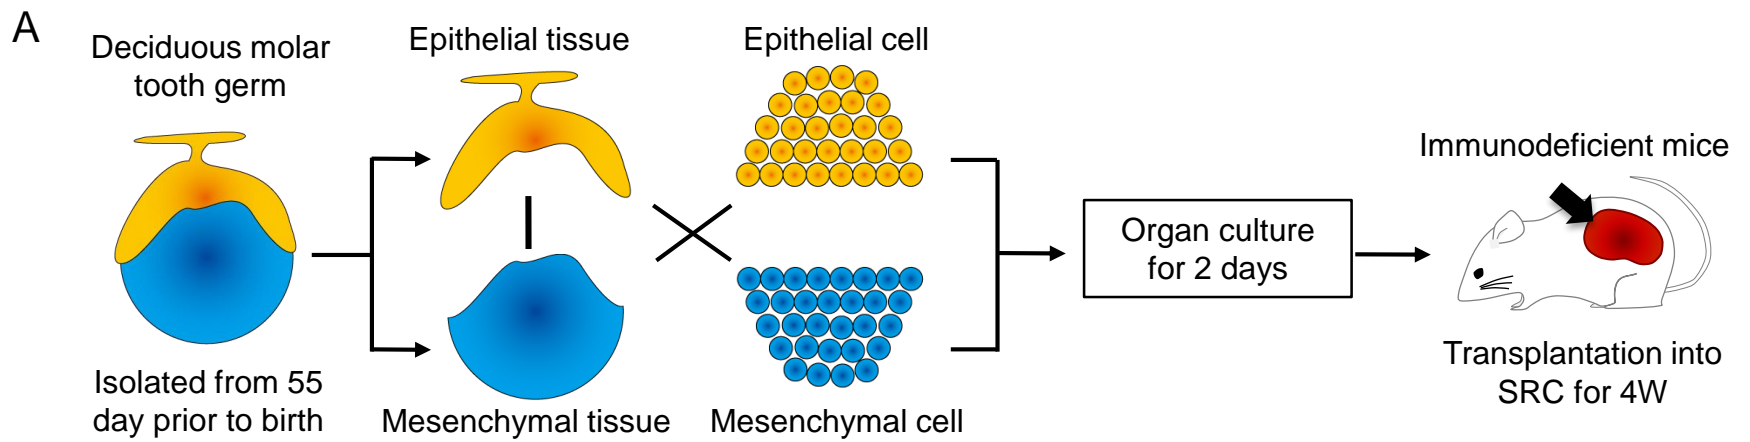 A
Deciduous molar
tooth germ
Isolated from 55
day prior to birth
Epithelial tissue
Mesenchymal tissue
Epithelial cell
Mesenchymal cell
Organ culture
for 2 days
Immunodeficient mice
Transplantation into
SRC for 4W